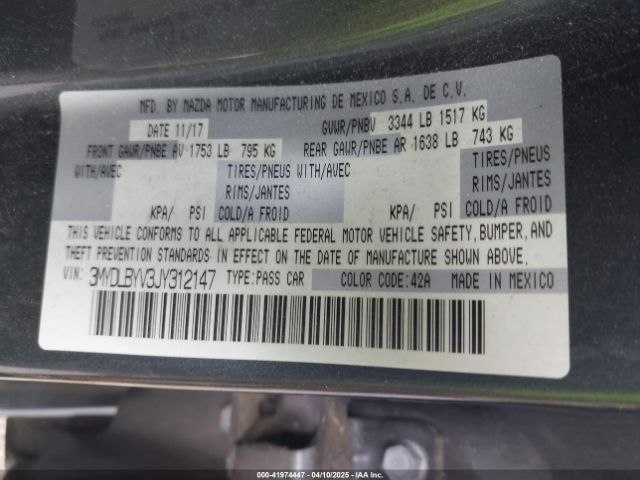 MFD. BY MAZDA MOTOR MANUFACTURING DE MEXICO S.A. DE C.V.
DATE 11/17 GVWR/PNBV 3344 LB 1517 KG
FRONT GAWR/PNBE AV 1753 LB 795 KG REAR GAWR/PNBE AR 1638 LB 743 KG
WITH/AVEC TIRES/PNEUS WITH/AVEC TIRES/PNEUS
RIMS/JANTES RIMS/JANTES
KPA/ PSI COLD/A FROID KPA/ PSI COLD/A FROID
THIS VEHICLE CONFORMS TO ALL APPLICABLE FEDERAL MOTOR VEHICLE SAFETY, BUMPER, AND
THEFT PREVENTION STANDARDS IN EFFECT ON THE DATE OF MANUFACTURE SHOWN ABOVE.
VIN: 3MYDLBYV3JY312147 TYPE: PASS CAR COLOR CODE: 42A MADE IN MEXICO
000-41974447 - 04/10/2025 - IAA Inc.